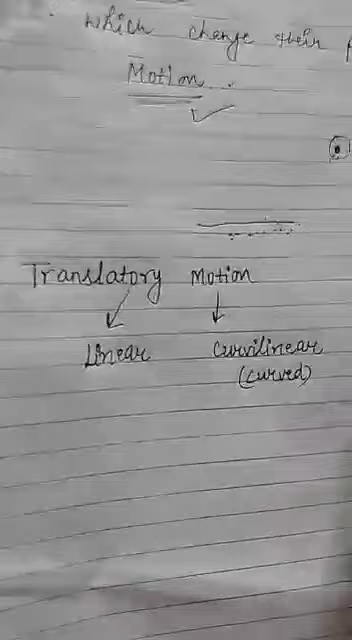 which change their
Motion..
Translatory Motion
Linear Curvilinear
(curved)